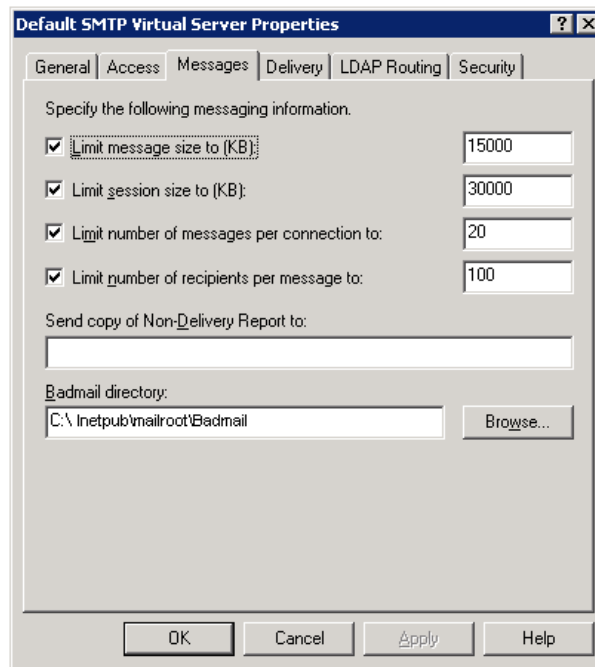 Default SMTP Virtual Server Properties
General Access Messages Delivery LDAP Routing Security
Specify the following messaging information.
Limit message size to (KB): 15000
Limit session size to (KB): 30000
Limit number of messages per connection to: 20
Limit number of recipients per message to: 100
Send copy of Non-Delivery Report to:
Badmail directory:
C:\ Inetpub\mailroot\Badmail Browse...
OK Cancel Apply Help